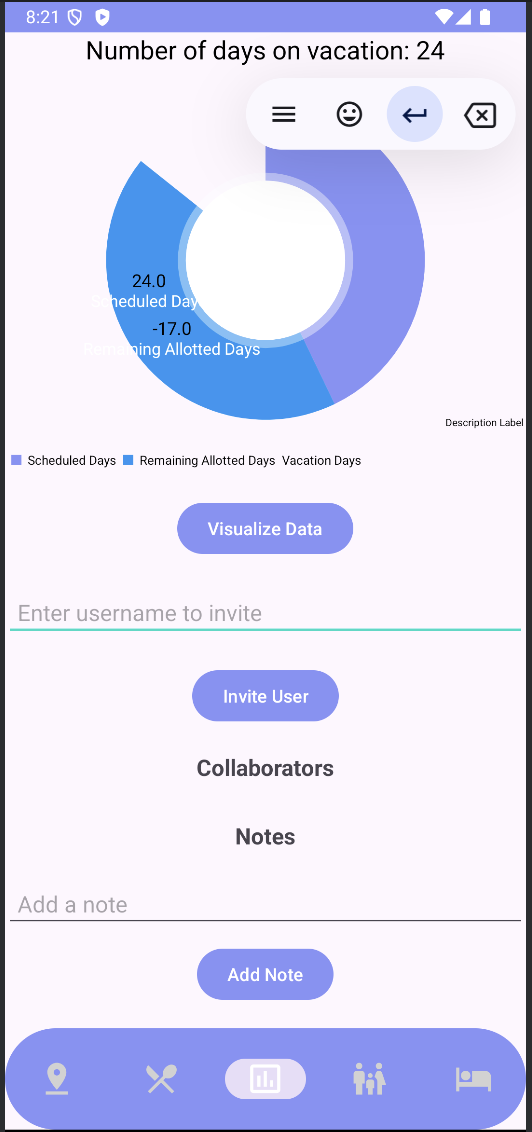 8:21
Number of days on vacation: 24
24.0
Scheduled Days
-17.0
Remaining Allotted Days
Description Label
Scheduled Days Remaining Allotted Days Vacation Days
Visualize Data
Enter username to invite
Invite User
Collaborators
Notes
Add a note
Add Note